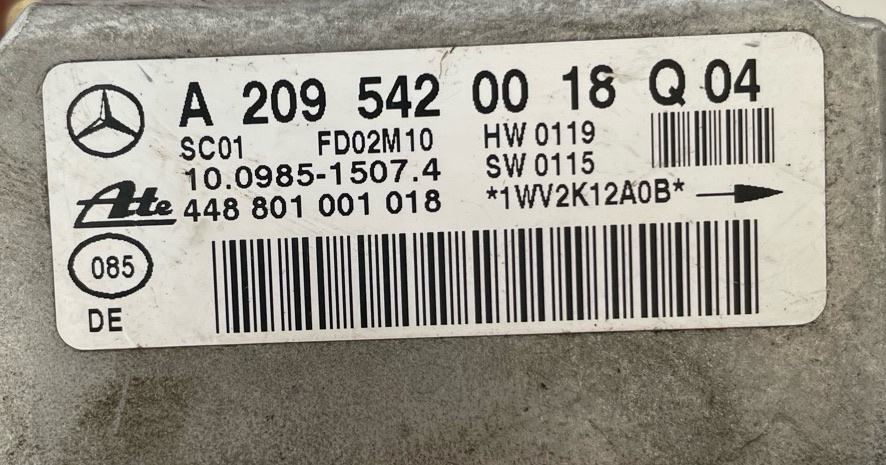 A 209 542 00 18 Q 04
SC01 FD02M10 HW 0119
10.0985-1507.4 SW 0115
Ate 448 801 001 018 *1WV2K12A0B*
085
DE